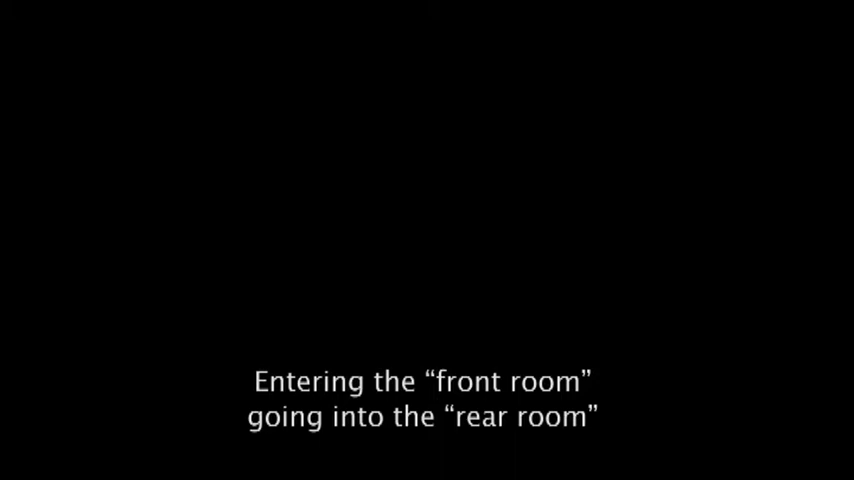 Entering the “front room”
going into the “rear room”